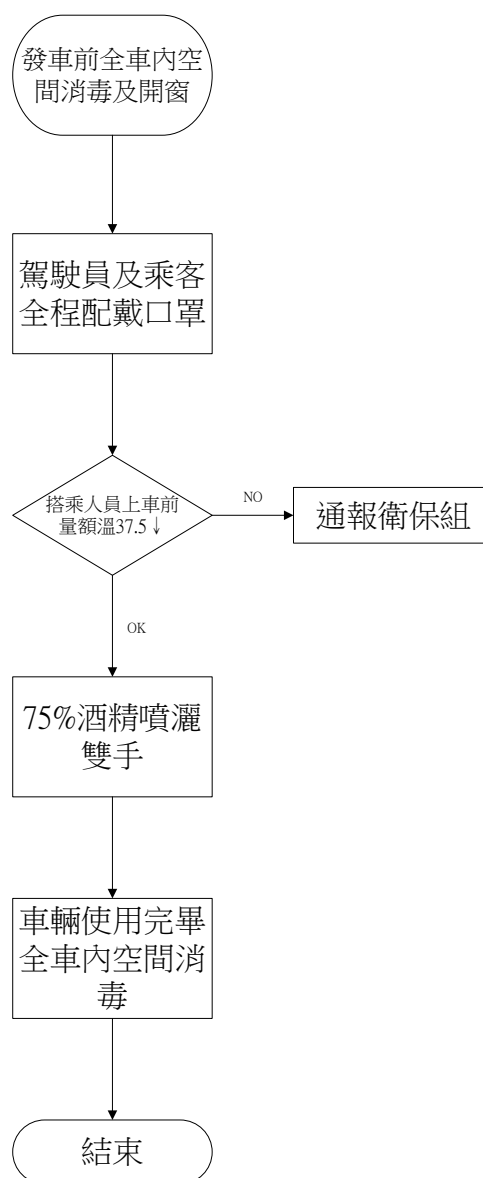 發車前全車內空
間消毒及開窗
駕駛員及乘客
全程配戴口罩
搭乘人員上車前
量額溫37.5↓
NO
通報衛保組
OK
75%酒精噴灑
雙手
車輛使用完畢
全車內空間消
毒
結束